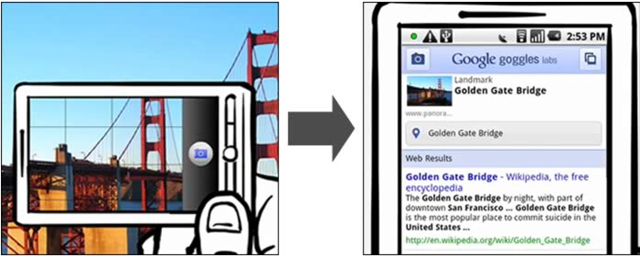 2:53 PM
Google goggles labs
Landmark
Golden Gate Bridge
www.panora...
Golden Gate Bridge
Web Results
Golden Gate Bridge - Wikipedia, the free
encyclopedia
The Golden Gate Bridge by night, with part of
downtown San Francisco ... Golden Gate Bridge
is the most popular place to commit suicide in the
United States ...
http://en.wikipedia.org/wiki/Golden_Gate_Bridge